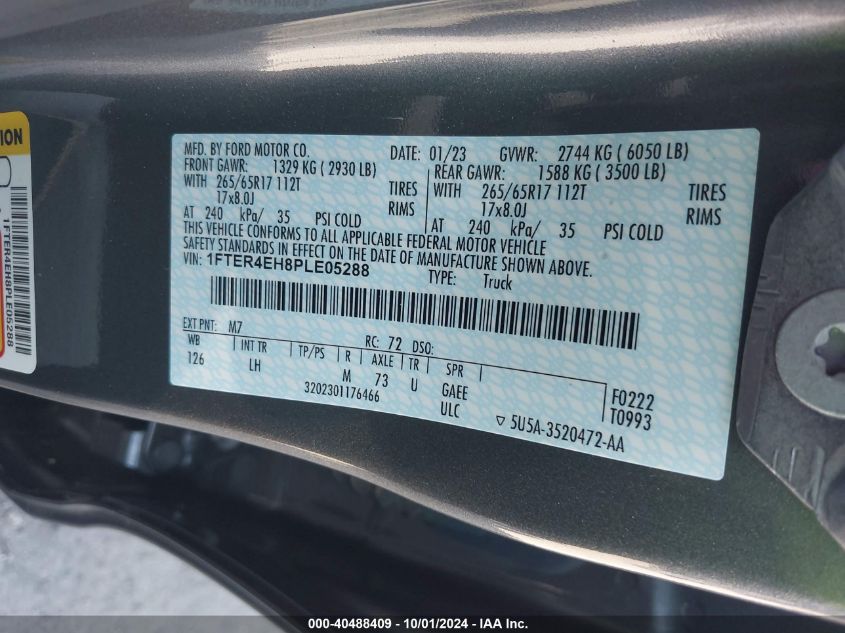 MFD. BY FORD MOTOR CO. DATE: 01/23 GVWR: 2744 KG ( 6050 LB)
FRONT GAWR: 1329 KG ( 2930 LB) REAR GAWR: 1588 KG ( 3500 LB)
WITH 265/65R17 112T TIRES WITH 265/65R17 112T TIRES
17x8.0J RIMS 17x8.0J RIMS
AT 240 kPa/ 35 PSI COLD AT 240 kPa/ 35 PSI COLD
THIS VEHICLE CONFORMS TO ALL APPLICABLE FEDERAL MOTOR VEHICLE
SAFETY STANDARDS IN EFFECT ON THE DATE OF MANUFACTURE SHOWN ABOVE.
VIN: 1FTER4EH8PLE05288 TYPE: Truck
EXT PNT: M7 RC: 72 DSO:
WB INT TR TP/PS R AXLE TR SPR
126 LH M 73 U GAEE F0222
3202301176466 ULC T0993
5U5A-3520472-AA
1FTER4EH8PLE05288
000-40488409 - 10/01/2024 - IAA Inc.